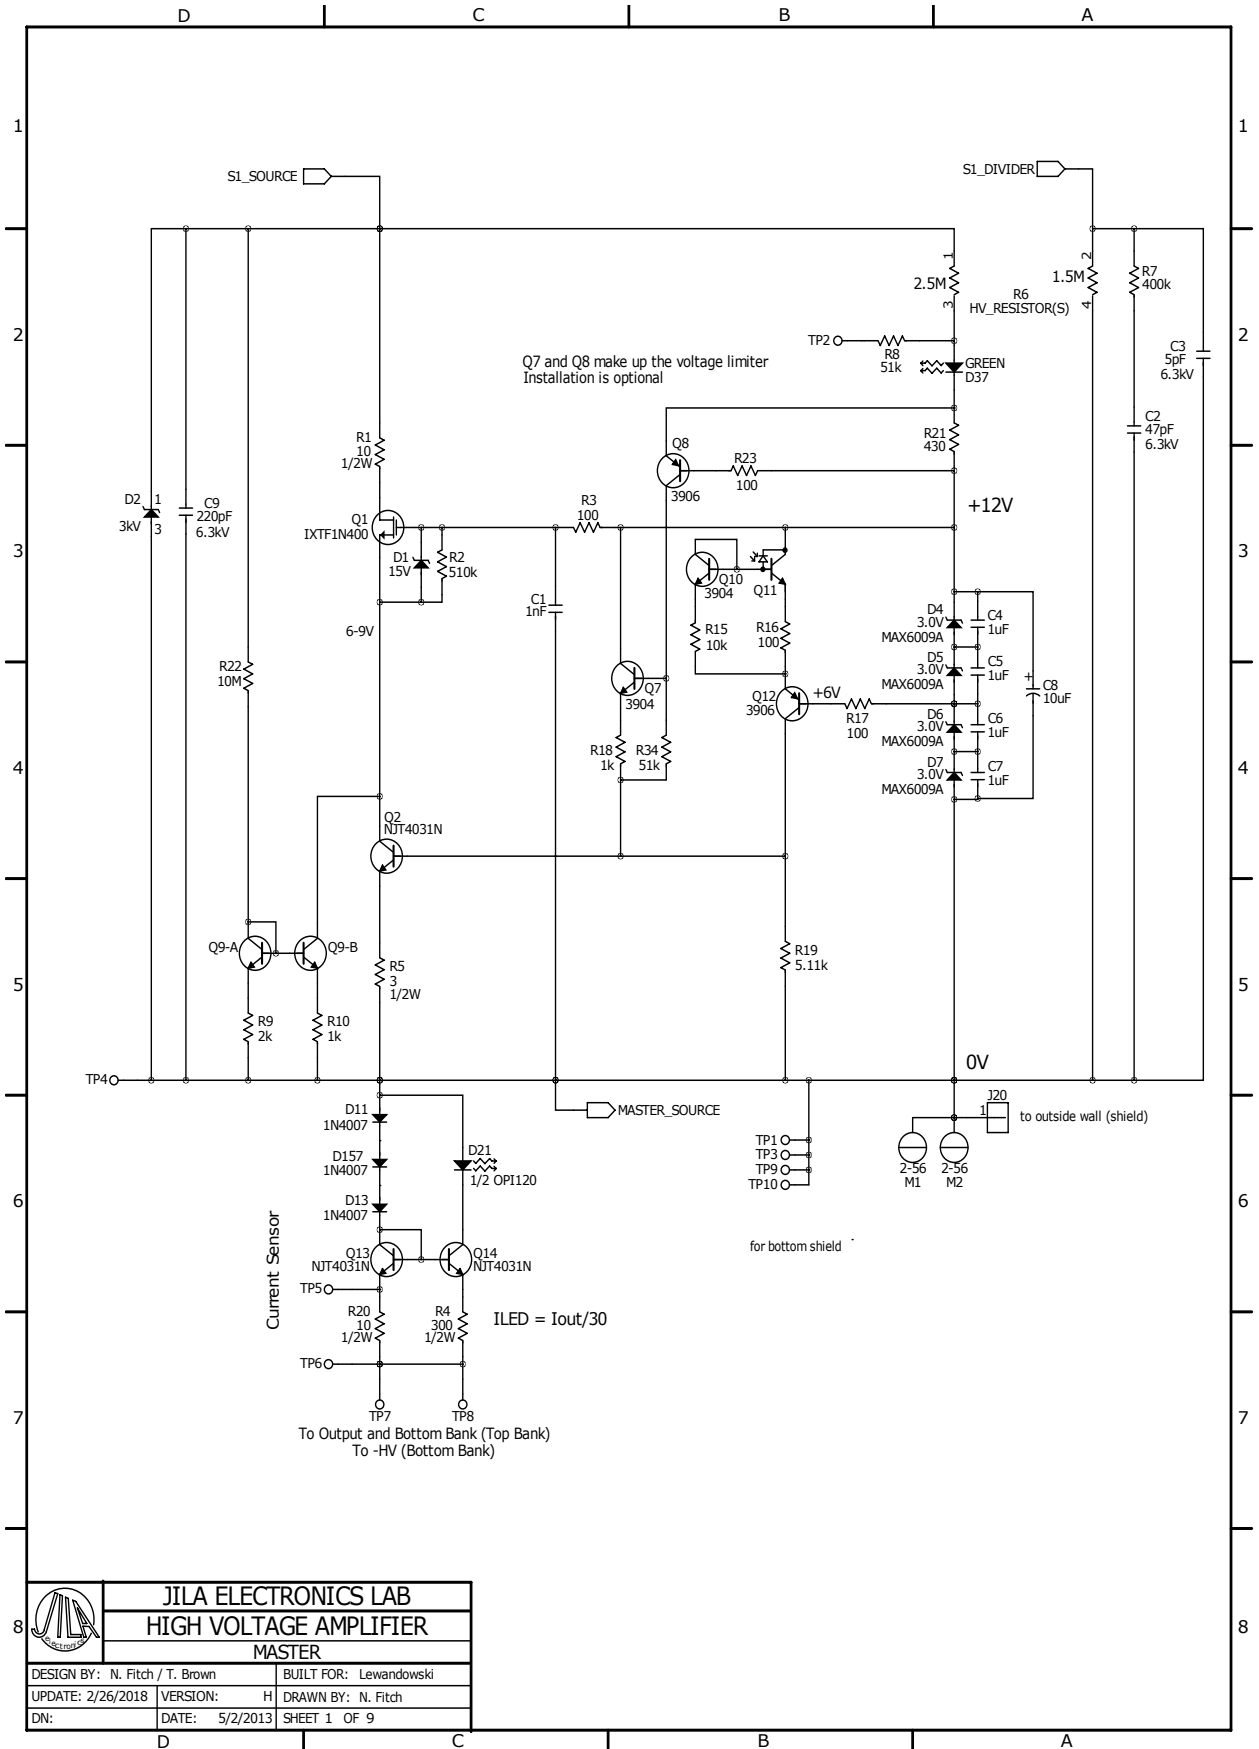 D C B A
1 1
S1_SOURCE
S1_DIVIDER
1
2.5M
3
R6
HV_RESISTOR(S)
2
1.5M
4
R7
400k
2 2
TP2
R8
51k
GREEN
D37
C3
5pF
6.3kV
Q7 and Q8 make up the voltage limiter
Installation is optional
R1
10
1/2W
Q8
3906
R23
100
R21
430
C2
47pF
6.3kV
D2
3kV
1
3
C9
220pF
6.3kV
Q1
IXTF1N400
R3
100
+12V
3 3
D1
15V
R2
510k
C1
1nF
Q10
3904
Q11
6-9V
R15
10k
R16
100
D4
3.0V
MAX6009A
C4
1uF
R22
10M
Q7
3904
Q12
3906
+6V
R17
100
D5
3.0V
MAX6009A
C5
1uF
+
C8
10uF
D6
3.0V
MAX6009A
C6
1uF
4 4
R18
1k
R34
51k
D7
3.0V
MAX6009A
C7
1uF
Q2
NJT4031N
Q9-A
Q9-B
R5
3
1/2W
R19
5.11k
5 5
R9
2k
R10
1k
0V
TP4
MASTER_SOURCE
J20
1
to outside wall (shield)
D11
1N4007
D157
1N4007
D13
1N4007
D21
1/2 OPI120
TP1
TP3
TP9
TP10
2-56
M1
2-56
M2
6 6
for bottom shield
Current Sensor
Q13
NJT4031N
Q14
NJT4031N
TP5
R20
10
1/2W
R4
300
1/2W
ILED = Iout/30
TP6
TP7
TP8
7 7
To Output and Bottom Bank (Top Bank)
To -HV (Bottom Bank)
8 8
JILA
electronics
JILA ELECTRONICS LAB
HIGH VOLTAGE AMPLIFIER
MASTER
DESIGN BY: N. Fitch / T. Brown BUILT FOR: Lewandowski
UPDATE: 2/26/2018 VERSION: H DRAWN BY: N. Fitch
DN: DATE: 5/2/2013 SHEET 1 OF 9
D C B A